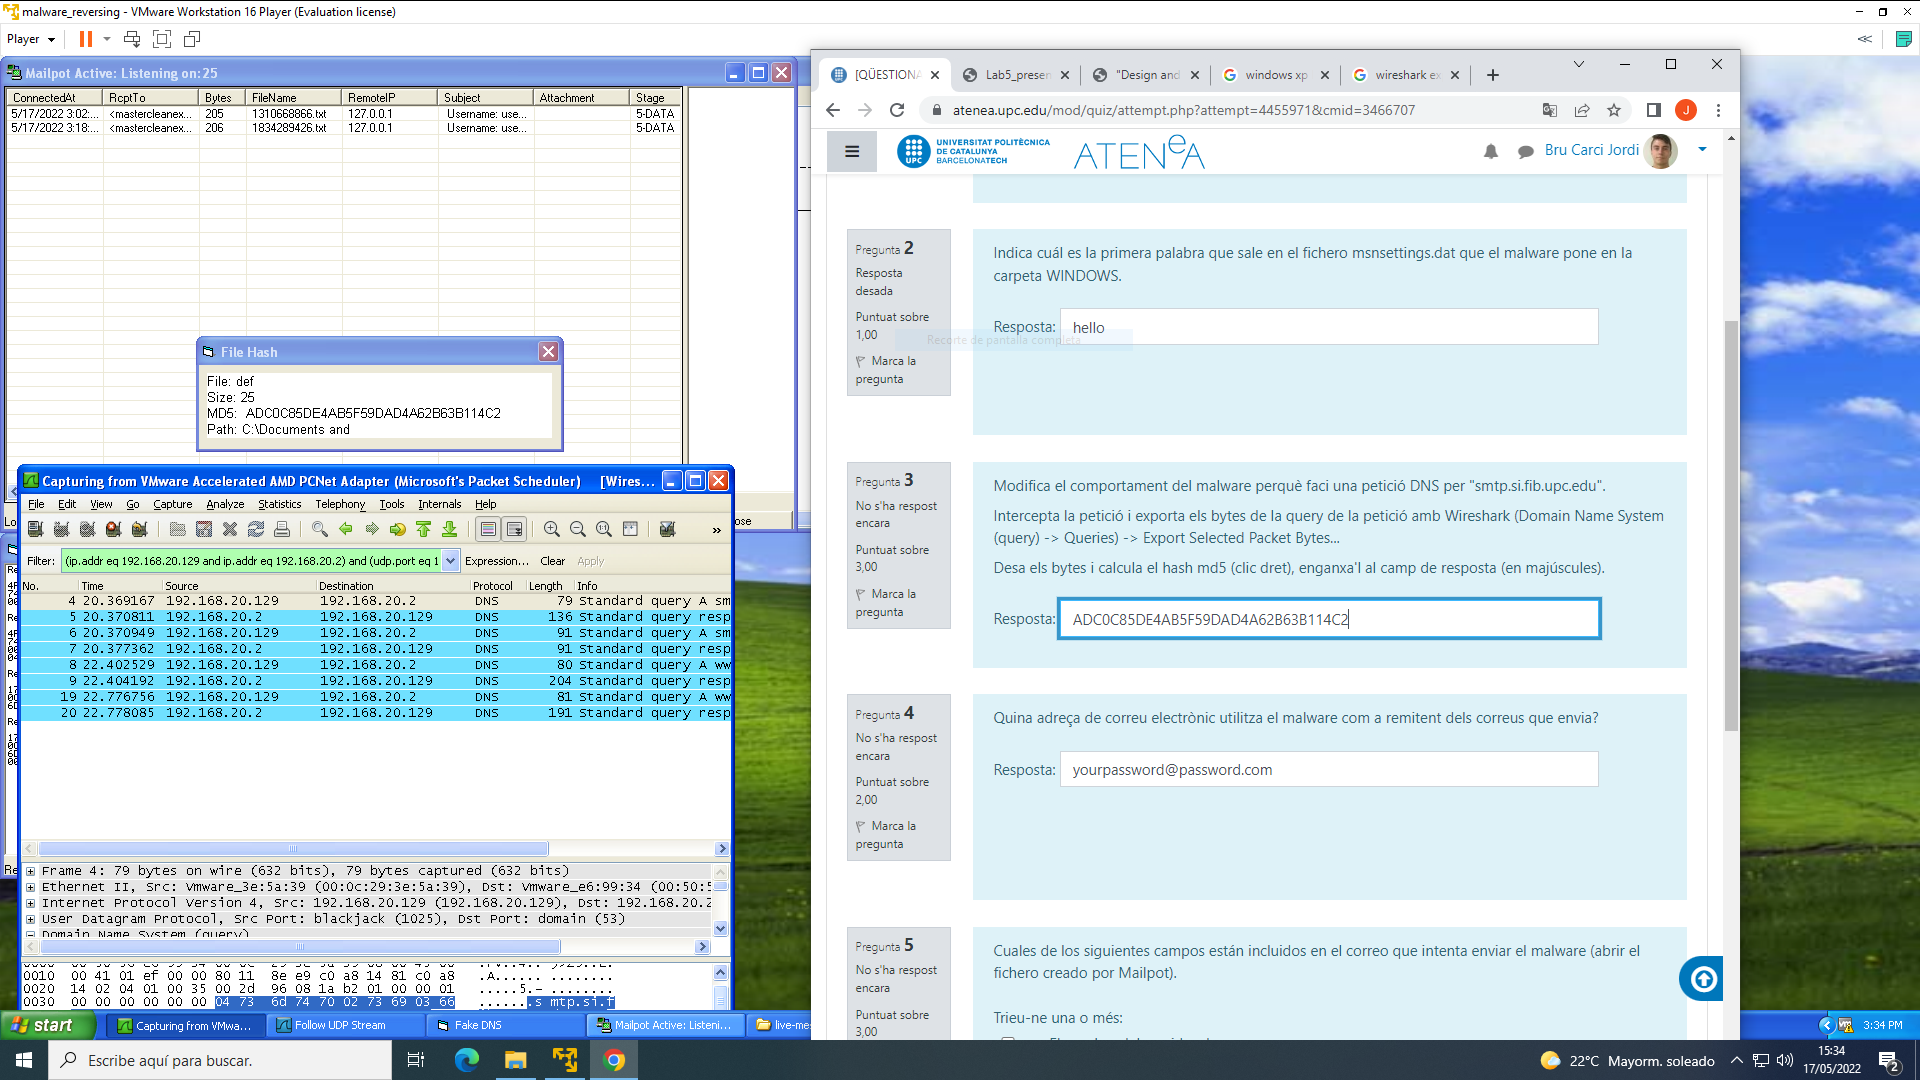 malware_reversing - VMware Workstation 16 Player (Evaluation license)
Player
Mailpot Active: Listening on:25
ConnectedAt RcptTo Bytes FileName RemoteIP Subject Attachment Stage
5/17/2022 3:02:... <mastercleanex... 205 1310668866.txt 127.0.0.1 Username: use... 5-DATA
5/17/2022 3:18:... <mastercleanex... 206 1834289426.txt 127.0.0.1 Username: use... 5-DATA
File Hash
File: def
Size: 25
MD5: ADC0C85DE4AB5F59DAD4A62B63B114C2
Path: C:\Documents and
Capturing from VMware Accelerated AMD PCNet Adapter (Microsoft's Packet Scheduler) [Wires...
File Edit View Go Capture Analyze Statistics Telephony Tools Internals Help
Filter: (ip.addr eq 192.168.20.129 and ip.addr eq 192.168.20.2) and (udp.port eq 1 Expression... Clear Apply
No. Time Source Destination Protocol Length Info
4 20.369167 192.168.20.129 192.168.20.2 DNS 79 Standard query A sm
5 20.370811 192.168.20.2 192.168.20.129 DNS 136 Standard query resp
6 20.370949 192.168.20.129 192.168.20.2 DNS 91 Standard query A sm
7 20.377362 192.168.20.2 192.168.20.129 DNS 91 Standard query resp
8 22.402529 192.168.20.129 192.168.20.2 DNS 80 Standard query A ww
9 22.404192 192.168.20.2 192.168.20.129 DNS 204 Standard query resp
19 22.776756 192.168.20.129 192.168.20.2 DNS 81 Standard query A ww
20 22.778085 192.168.20.2 192.168.20.129 DNS 191 Standard query resp
Frame 4: 79 bytes on wire (632 bits), 79 bytes captured (632 bits)
Ethernet II, Src: Vmware_3e:5a:39 (00:0c:29:3e:5a:39), Dst: Vmware_e6:99:34 (00:50:5
Internet Protocol Version 4, Src: 192.168.20.129 (192.168.20.129), Dst: 192.168.20.2
User Datagram Protocol, Src Port: blackjack (1025), Dst Port: domain (53)
Domain Name System (query)
0010 00 41 01 ef 00 00 80 11 8e e9 c0 a8 14 81 c0 a8 .A...... ........
0020 14 02 04 01 00 35 00 2d 96 08 1a b2 01 00 00 01 .....5.- ........
0030 00 00 00 00 00 00 04 73 6d 74 70 02 73 69 03 66 .......s mtp.si.f
start
Capturing from VMwa...
Follow UDP Stream
Fake DNS
Mailpot Active: Listeni...
live-me
3:34 PM
[QÜESTIONA
Lab5_presen
"Design and
windows xp
wireshark ex
atenea.upc.edu/mod/quiz/attempt.php?attempt=4455971&cmid=3466707
UPC
UNIVERSITAT POLITÈCNICA
DE CATALUNYA
BARCELONATECH
ATENEA
Bru Carci Jordi
Pregunta 2
Resposta
desada
Puntuat sobre
1,00
Marca la
pregunta
Indica cuál es la primera palabra que sale en el fichero msnsettings.dat que el malware pone en la
carpeta WINDOWS.
Resposta: hello
Recorte de pantalla completa
Pregunta 3
No s'ha respost
encara
Puntuat sobre
3,00
Marca la
pregunta
Modifica el comportament del malware perquè faci una petició DNS per "smtp.si.fib.upc.edu".
Intercepta la petició i exporta els bytes de la query de la petició amb Wireshark (Domain Name System
(query) -> Queries) -> Export Selected Packet Bytes...
Desa els bytes i calcula el hash md5 (clic dret), enganxa'l al camp de resposta (en majúscules).
Resposta: ADC0C85DE4AB5F59DAD4A62B63B114C2
Pregunta 4
No s'ha respost
encara
Puntuat sobre
2,00
Marca la
pregunta
Quina adreça de correu electrònic utilitza el malware com a remitent dels correus que envia?
Resposta: yourpassword@password.com
Pregunta 5
No s'ha respost
encara
Puntuat sobre
3,00
Cuales de los siguientes campos están incluidos en el correo que intenta enviar el malware (abrir el
fichero creado por Mailpot).
Trieu-ne una o més:
Escribe aquí para buscar.
22°C Mayorm. soleado
15:34
17/05/2022
2